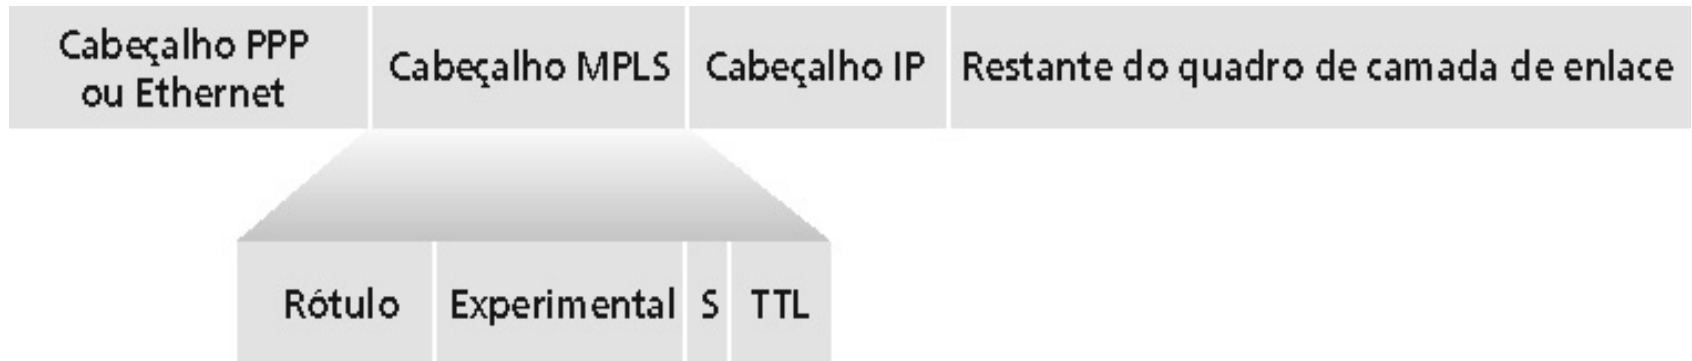 Cabeçalho PPP
ou Ethernet
Cabeçalho MPLS
Cabeçalho IP
Restante do quadro de camada de enlace
Rótulo
Experimental
S
TTL